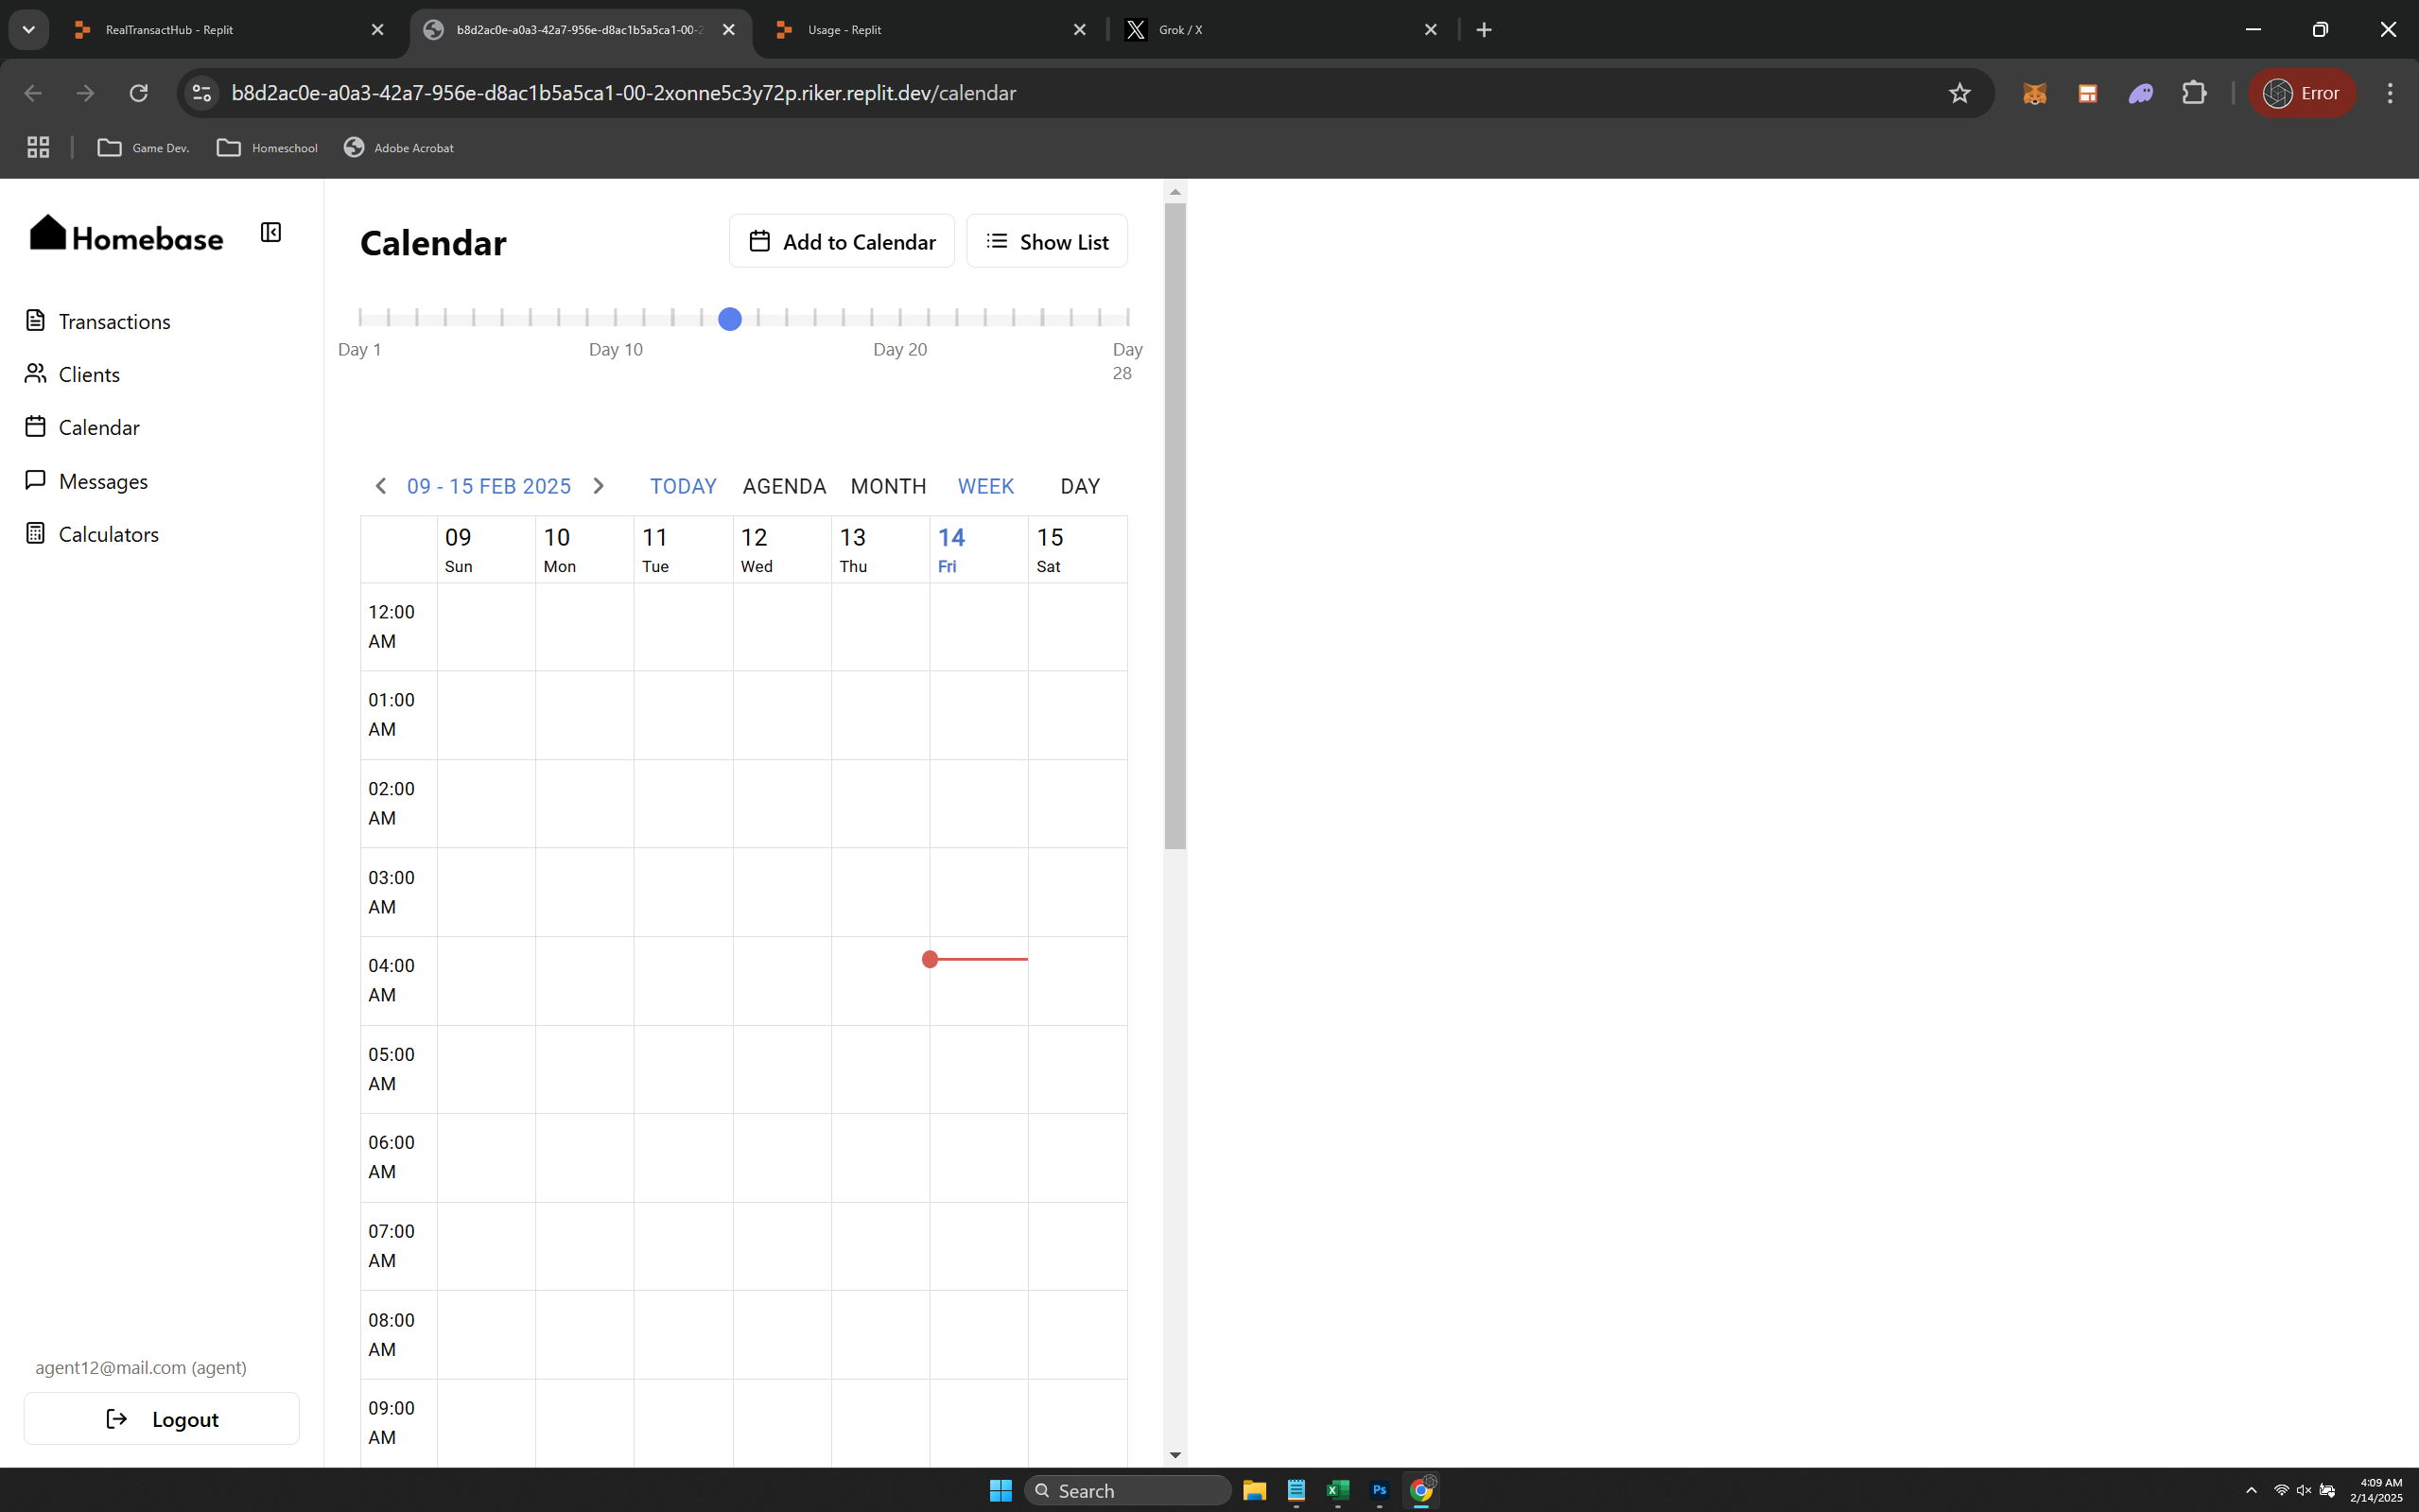 RealTransactHub - Replit
b8d2ac0e-a0a3-42a7-956e-d8ac1b5a5ca1-00-2
Usage - Replit
Grok / X
b8d2ac0e-a0a3-42a7-956e-d8ac1b5a5ca1-00-2xonne5c3y72p.riker.replit.dev/calendar
Error
Game Dev.
Homeschool
Adobe Acrobat
Homebase
Transactions
Clients
Calendar
Messages
Calculators
agent12@mail.com (agent)
Logout
Calendar
Add to Calendar
Show List
Day 1
Day 10
Day 20
Day
28
09 - 15 FEB 2025
TODAY
AGENDA
MONTH
WEEK
DAY
09
Sun
10
Mon
11
Tue
12
Wed
13
Thu
14
Fri
15
Sat
12:00
AM
01:00
AM
02:00
AM
03:00
AM
04:00
AM
05:00
AM
06:00
AM
07:00
AM
08:00
AM
09:00
AM
Search
Ps
4:09 AM
2/14/2025